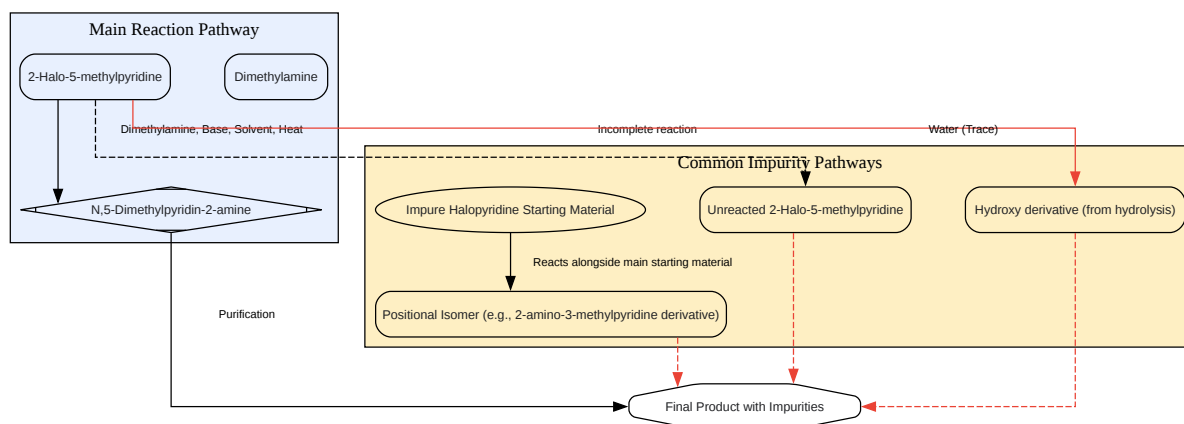 Main Reaction Pathway
2-Halo-5-methylpyridine
Dimethylamine
Dimethylamine, Base, Solvent, Heat
Incomplete reaction
Water (Trace)
Common Impurity Pathways
N,5-Dimethylpyridin-2-amine
Impure Halopyridine Starting Material
Unreacted 2-Halo-5-methylpyridine
Hydroxy derivative (from hydrolysis)
Reacts alongside main starting material
Purification
Positional Isomer (e.g., 2-amino-3-methylpyridine derivative)
Final Product with Impurities